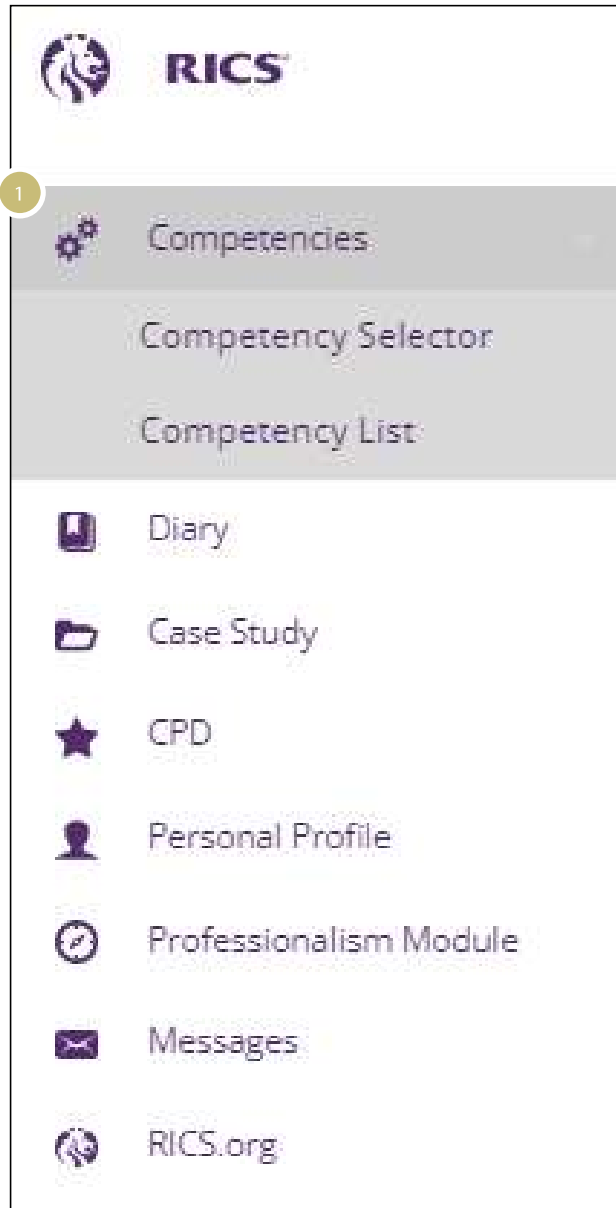 RICS
1
Competencies
Competency Selector
Competency List
Diary
Case Study
CPD
Personal Profile
Professionalism Module
Messages
RICS.org